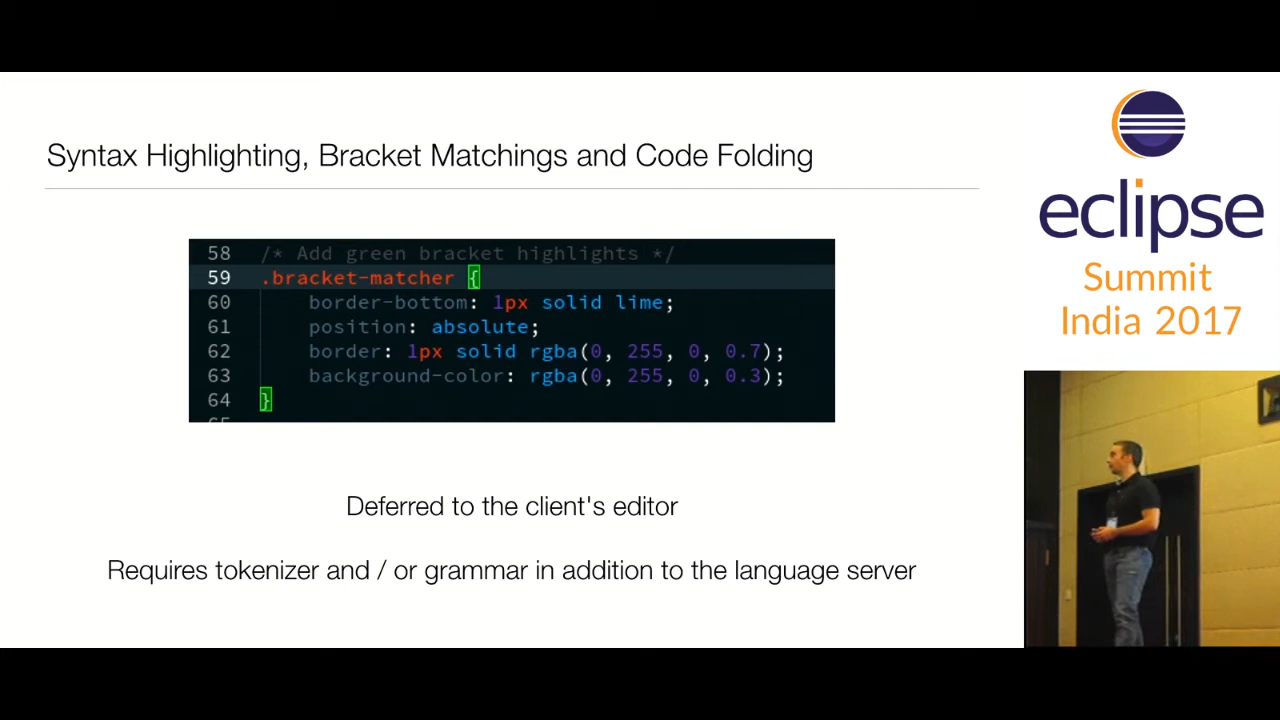 Syntax Highlighting, Bracket Matchings and Code Folding
58 /* Add green bracket highlights */
59 .bracket-matcher {
60 border-bottom: 1px solid lime;
61 position: absolute;
62 border: 1px solid rgba(0, 255, 0, 0.7);
63 background-color: rgba(0, 255, 0, 0.3);
64 }
Deferred to the client's editor
Requires tokenizer and / or grammar in addition to the language server
eclipse
Summit
India 2017